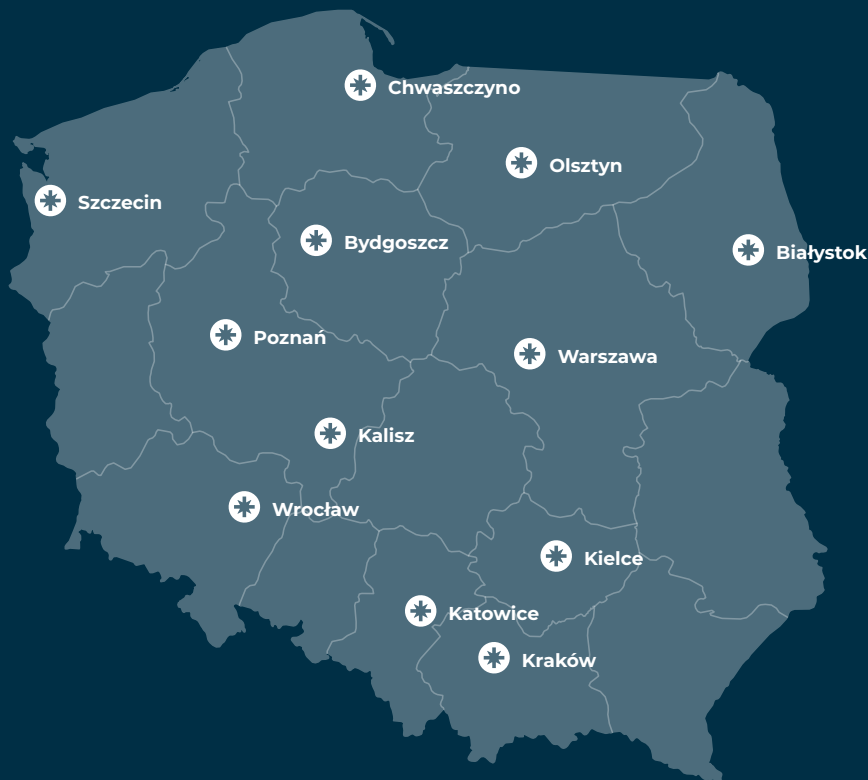 Chwaszczyno
Olsztyn
Szczecin
Bydgoszcz
Białystok
Poznań
Warszawa
Kalisz
Wrocław
Kielce
Katowice
Kraków